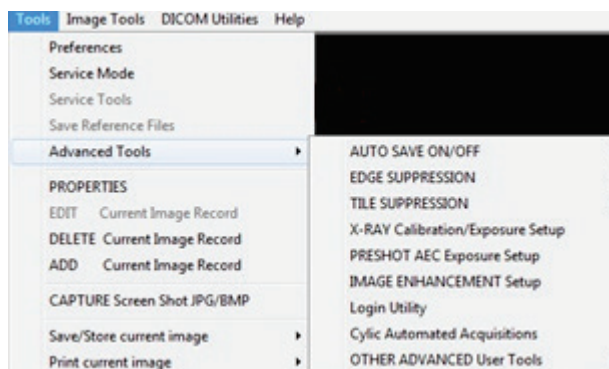 Tools Image Tools DICOM Utilities Help
Preferences
Service Mode
Service Tools
Save Reference Files
Advanced Tools
PROPERTIES
EDIT Current Image Record
DELETE Current Image Record
ADD Current Image Record
CAPTURE Screen Shot JPG/BMP
Save/Store current image
Print current image
AUTO SAVE ON/OFF
EDGE SUPPRESSION
TILE SUPPRESSION
X-RAY Calibration/Exposure Setup
PRESHOT AEC Exposure Setup
IMAGE ENHANCEMENT Setup
Login Utility
Cylic Automated Acquisitions
OTHER ADVANCED User Tools